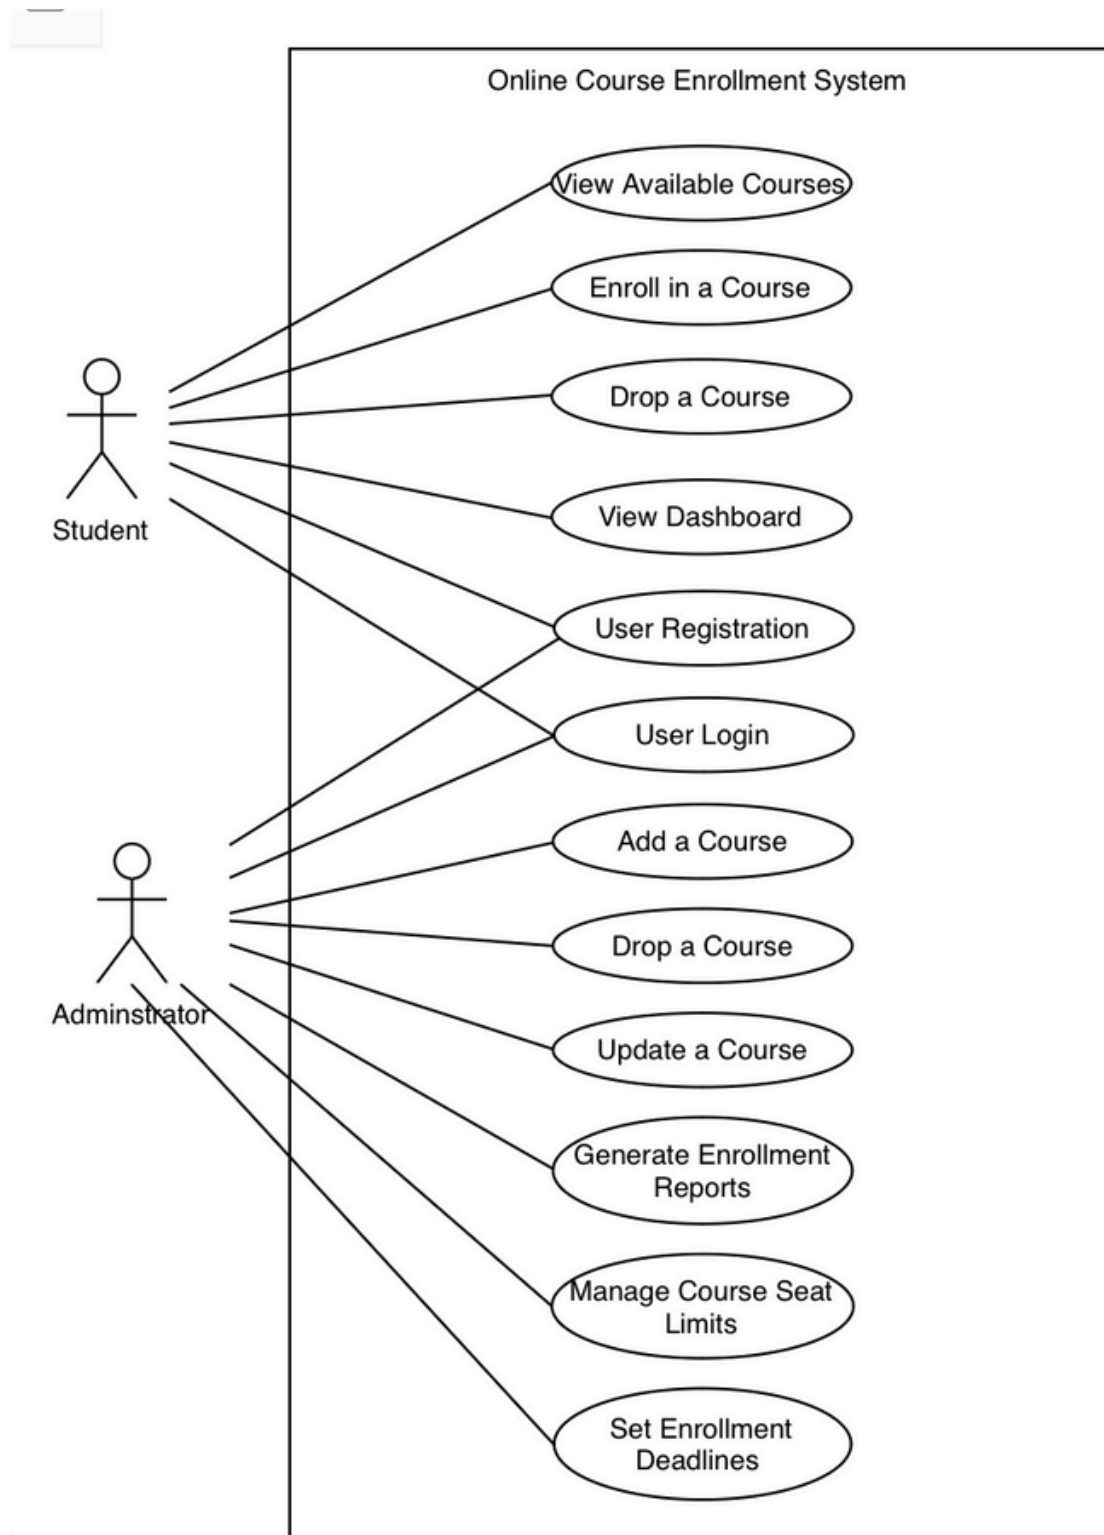 Online Course Enrollment System
View Available Courses
Enroll in a Course
Drop a Course
View Dashboard
Student
User Registration
User Login
Add a Course
Drop a Course
Adminstrator
Update a Course
Generate Enrollment
Reports
Manage Course Seat
Limits
Set Enrollment
Deadlines